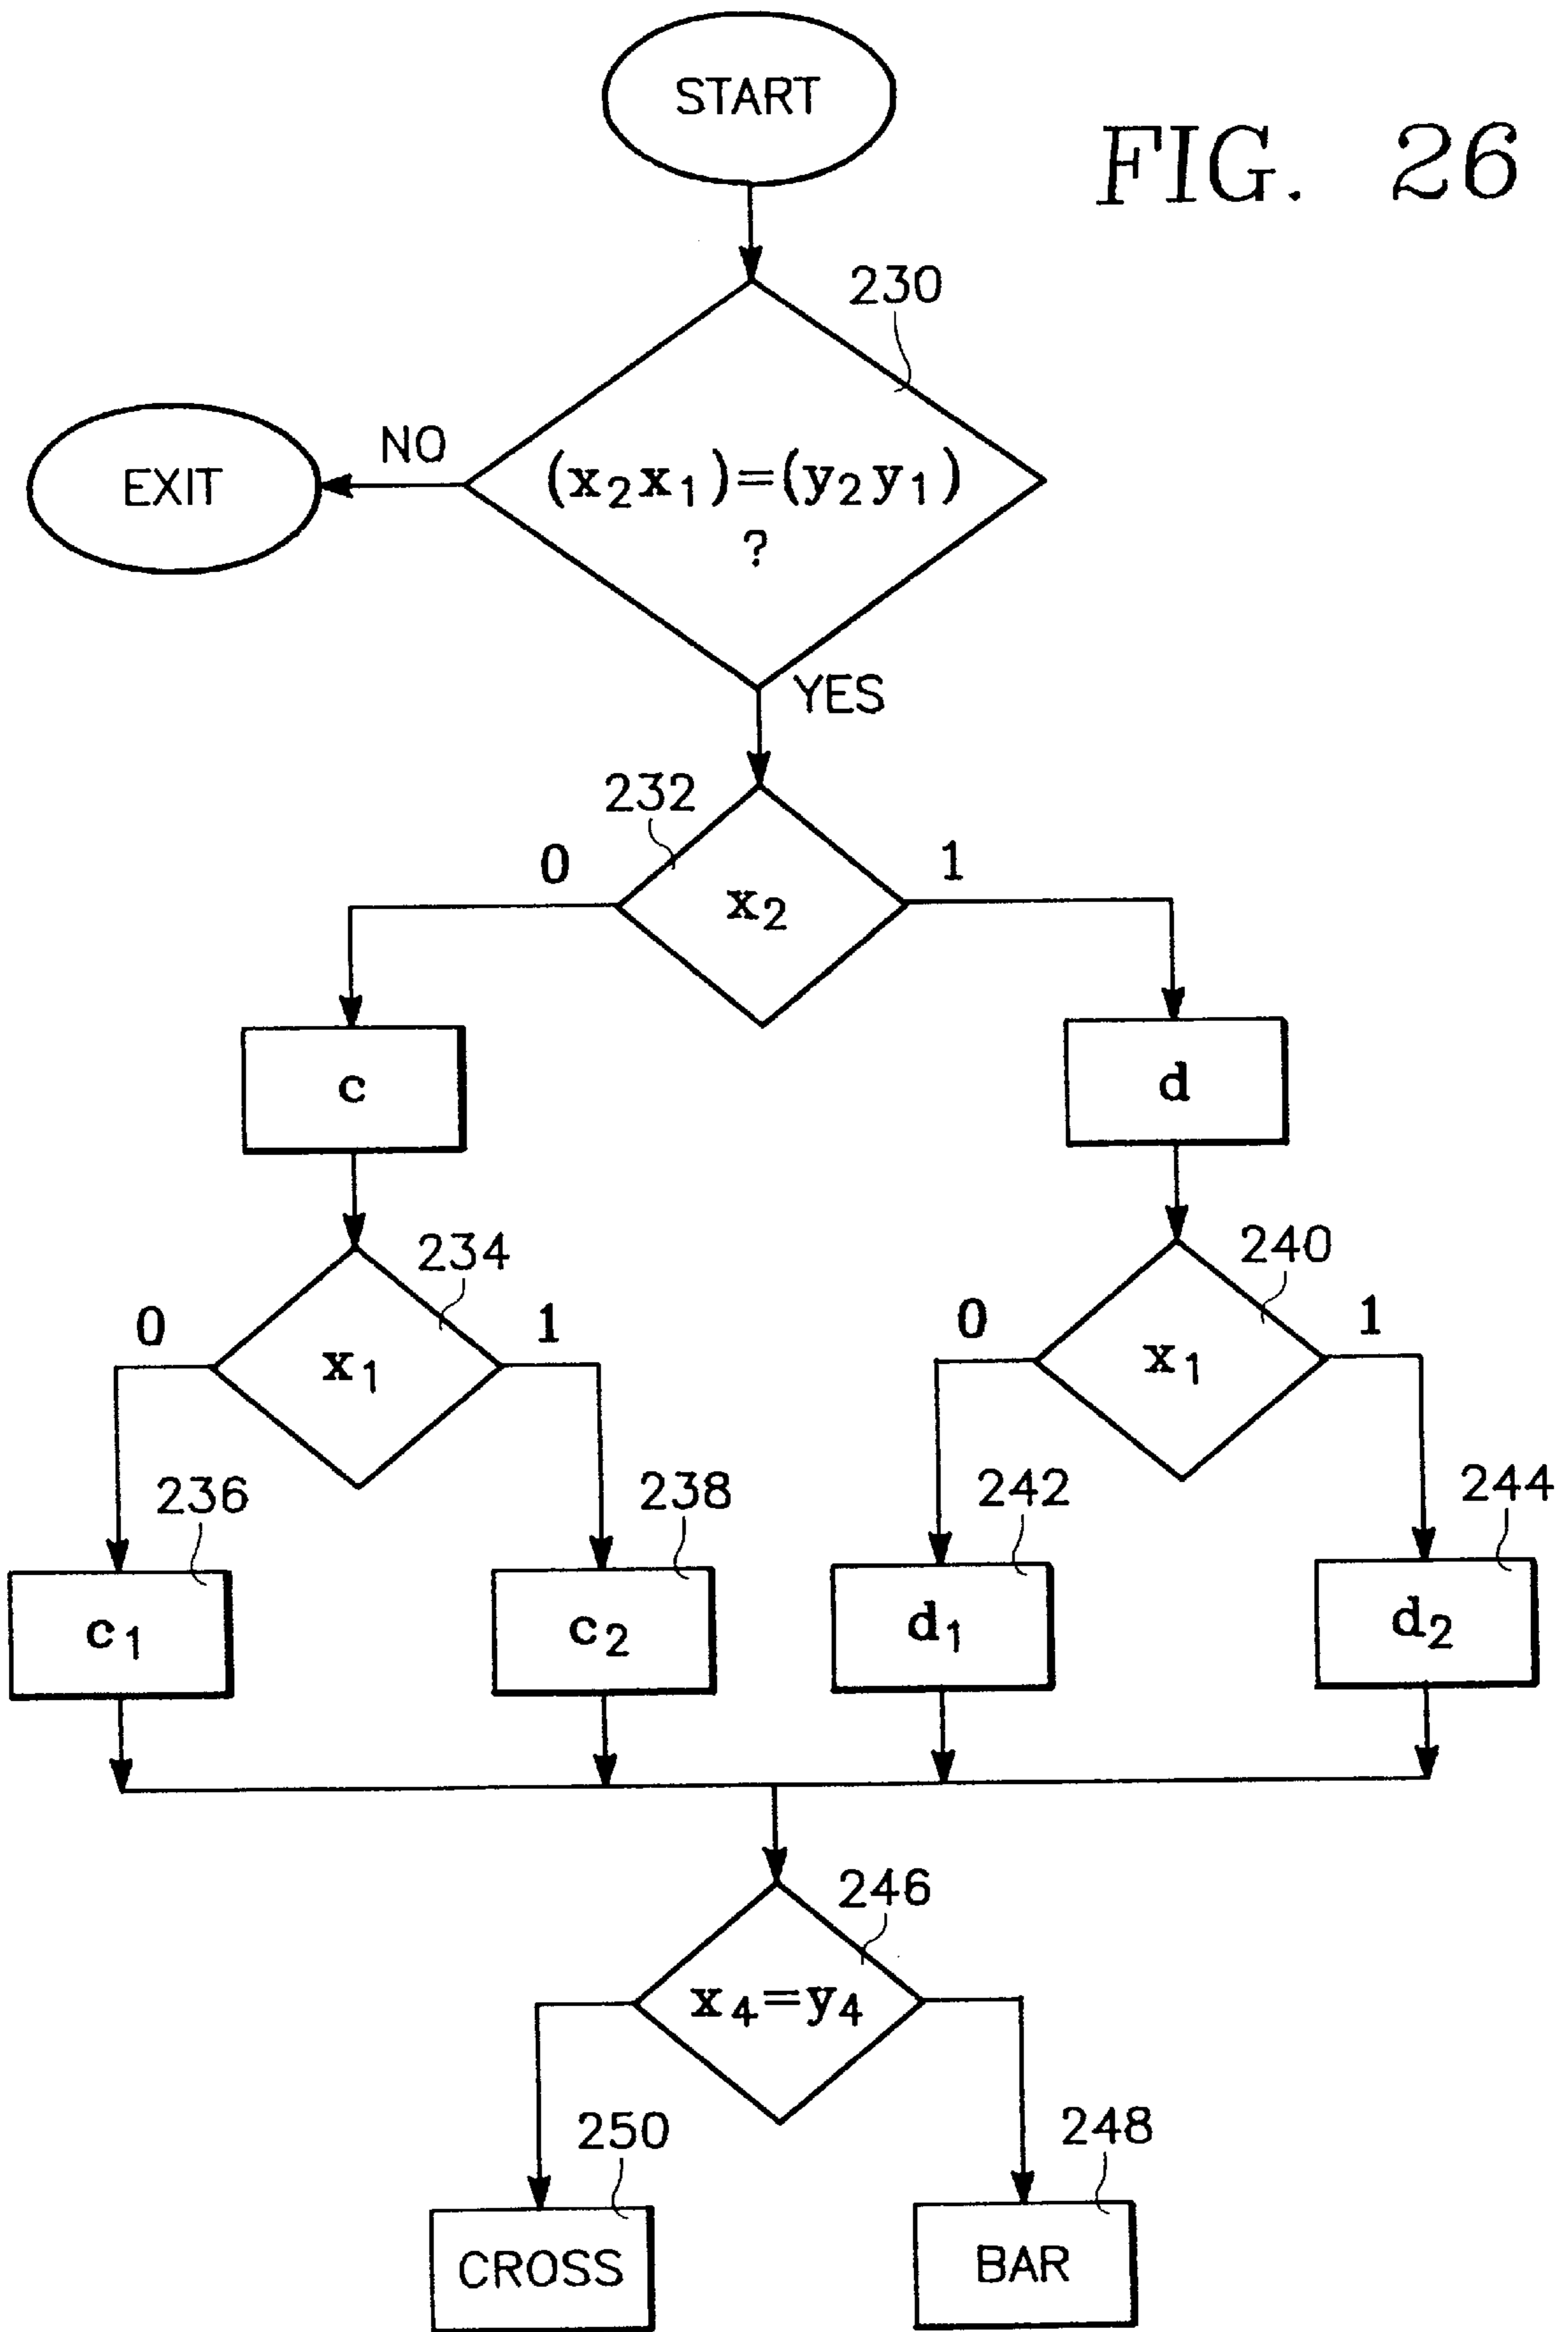 START
FIG. 26
230
NO
EXIT
(x₂x₁)=(y₂y₁)
?
YES
232
0
1
x₂
c
d
234
240
0
1
0
1
x₁
x₁
236
238
242
244
c₁
c₂
d₁
d₂
246
x₄=y₄
250
248
CROSS
BAR